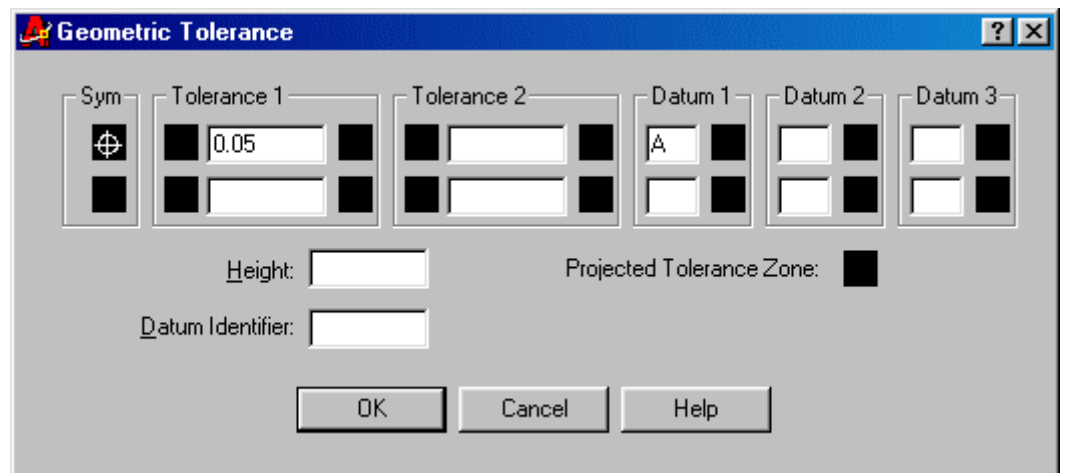 Geometric Tolerance
Sym Tolerance 1 Tolerance 2 Datum 1 Datum 2 Datum 3
0.05 A
Height: Projected Tolerance Zone:
Datum Identifier:
OK Cancel Help